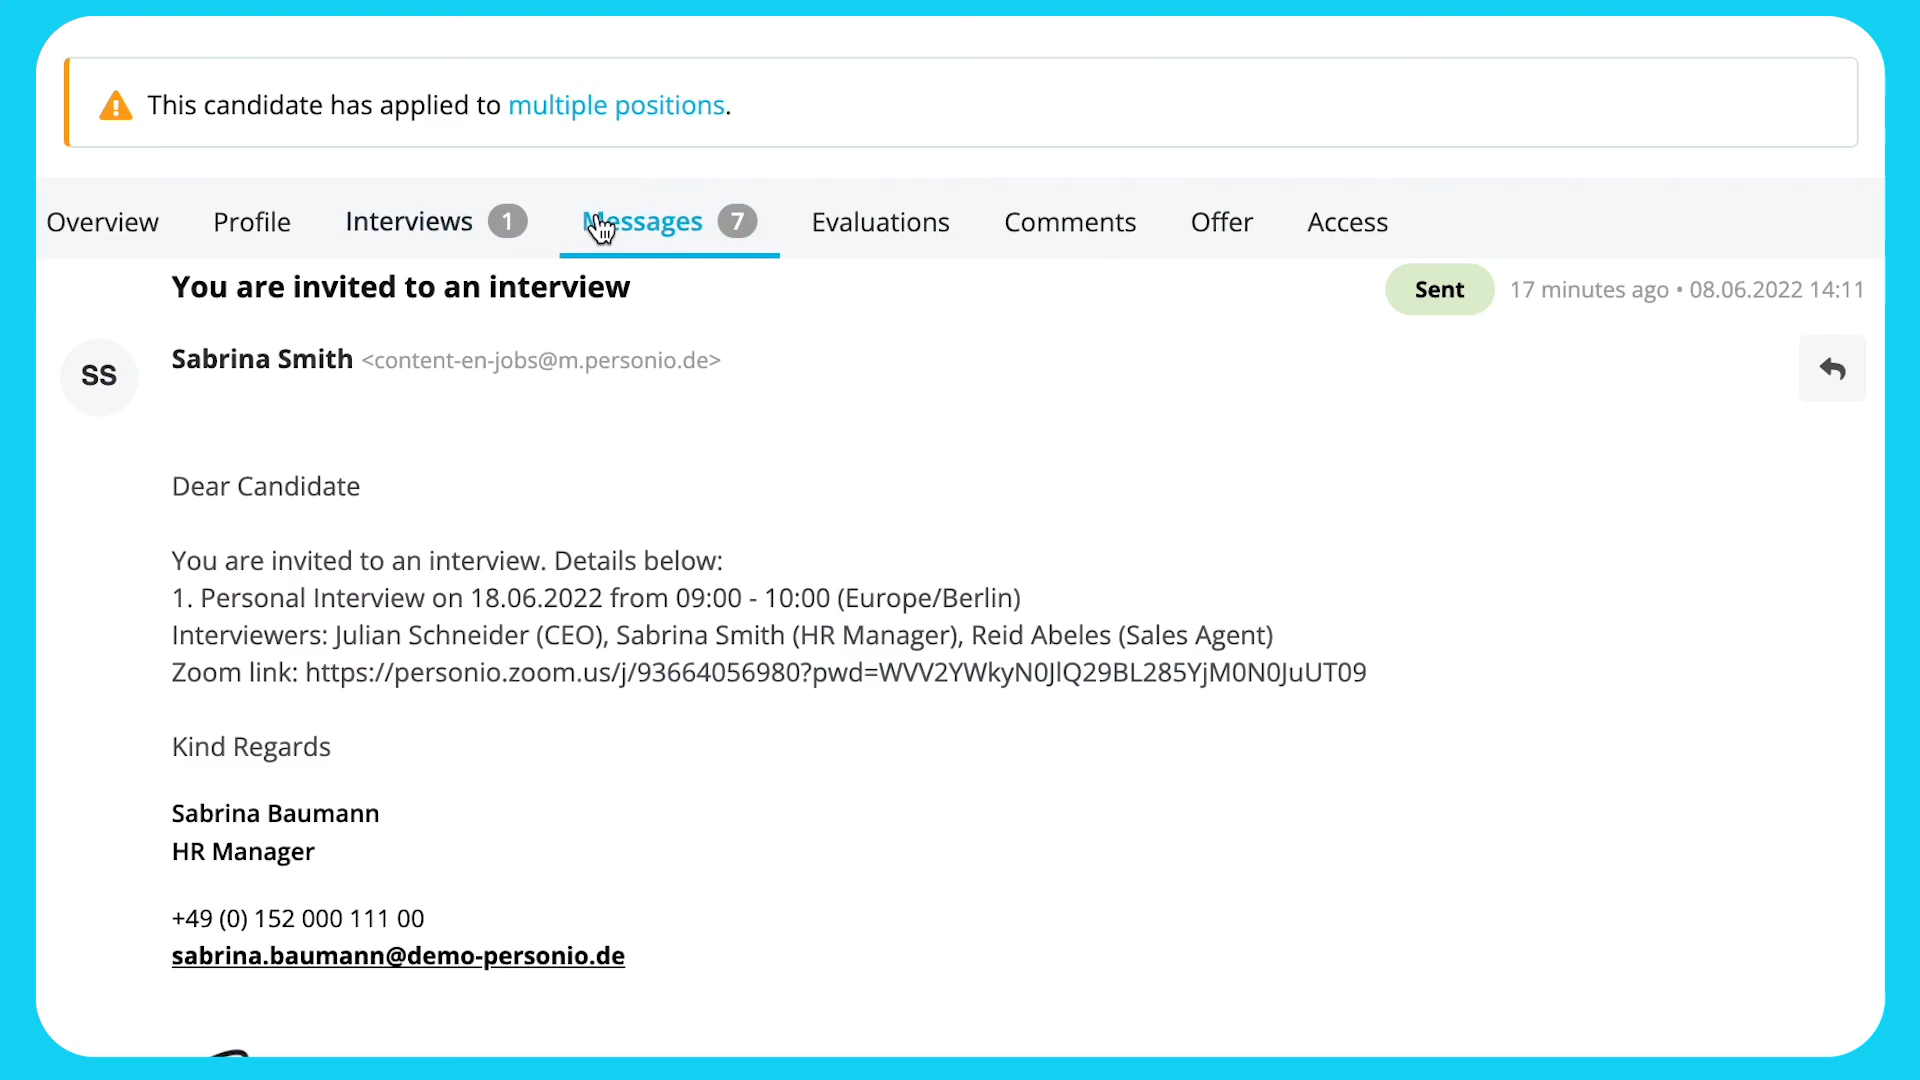 This candidate has applied to multiple positions.
Overview Profile Interviews 1 Messages 7 Evaluations Comments Offer Access
You are invited to an interview Sent 17 minutes ago • 08.06.2022 14:11
SS Sabrina Smith <content-en-jobs@m.personio.de>
Dear Candidate
You are invited to an interview. Details below:
1. Personal Interview on 18.06.2022 from 09:00 - 10:00 (Europe/Berlin)
Interviewers: Julian Schneider (CEO), Sabrina Smith (HR Manager), Reid Abeles (Sales Agent)
Zoom link: https://personio.zoom.us/j/93664056980?pwd=WVV2YWkyN0JlQ29BL285YjM0N0JuUT09
Kind Regards
Sabrina Baumann
HR Manager
+49 (0) 152 000 111 00
sabrina.baumann@demo-personio.de